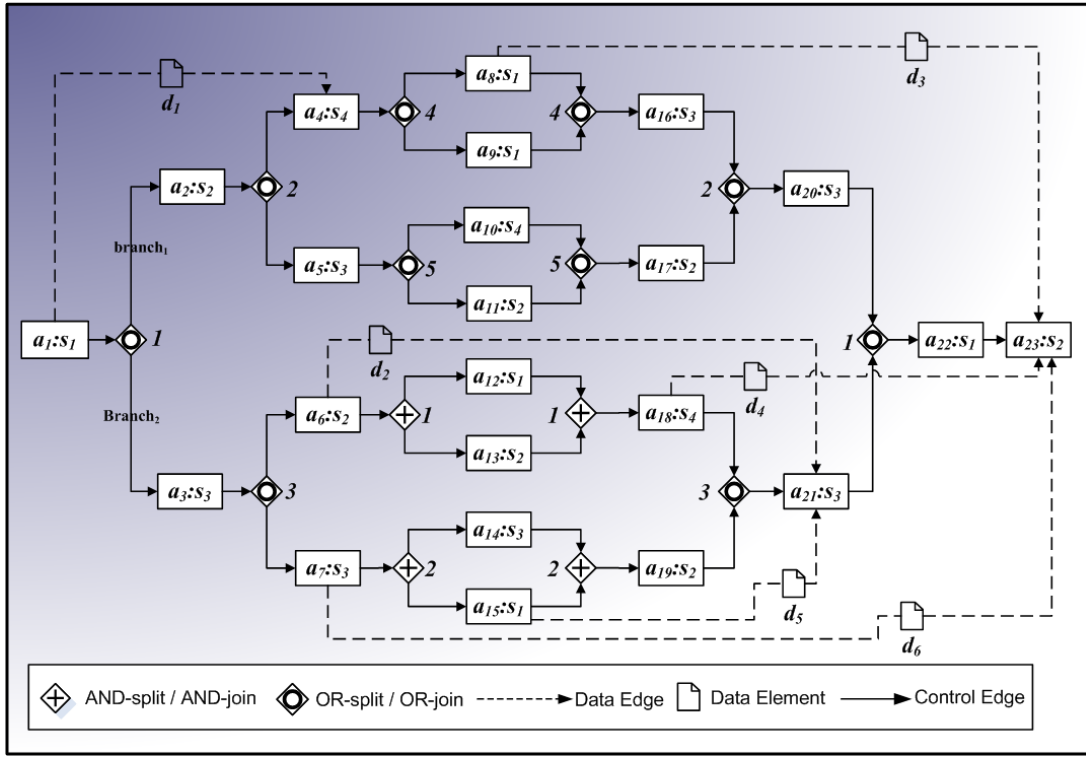 a8:s1
d3
d1
a4:s4
4
4
a16:s3
a9:s1
a2:s2
2
2
a20:s3
a10:s4
branch1
a5:s3
5
5
a17:s2
a11:s2
a1:s1
1
1
a22:s1
a23:s2
d2
a12:s1
d4
Branch2
a6:s2
1
1
a18:s4
a13:s2
a3:s3
3
3
a21:s3
a14:s3
a7:s3
2
2
a19:s2
a15:s1
d5
d6
AND-split / AND-join
OR-split / OR-join
Data Edge
Data Element
Control Edge